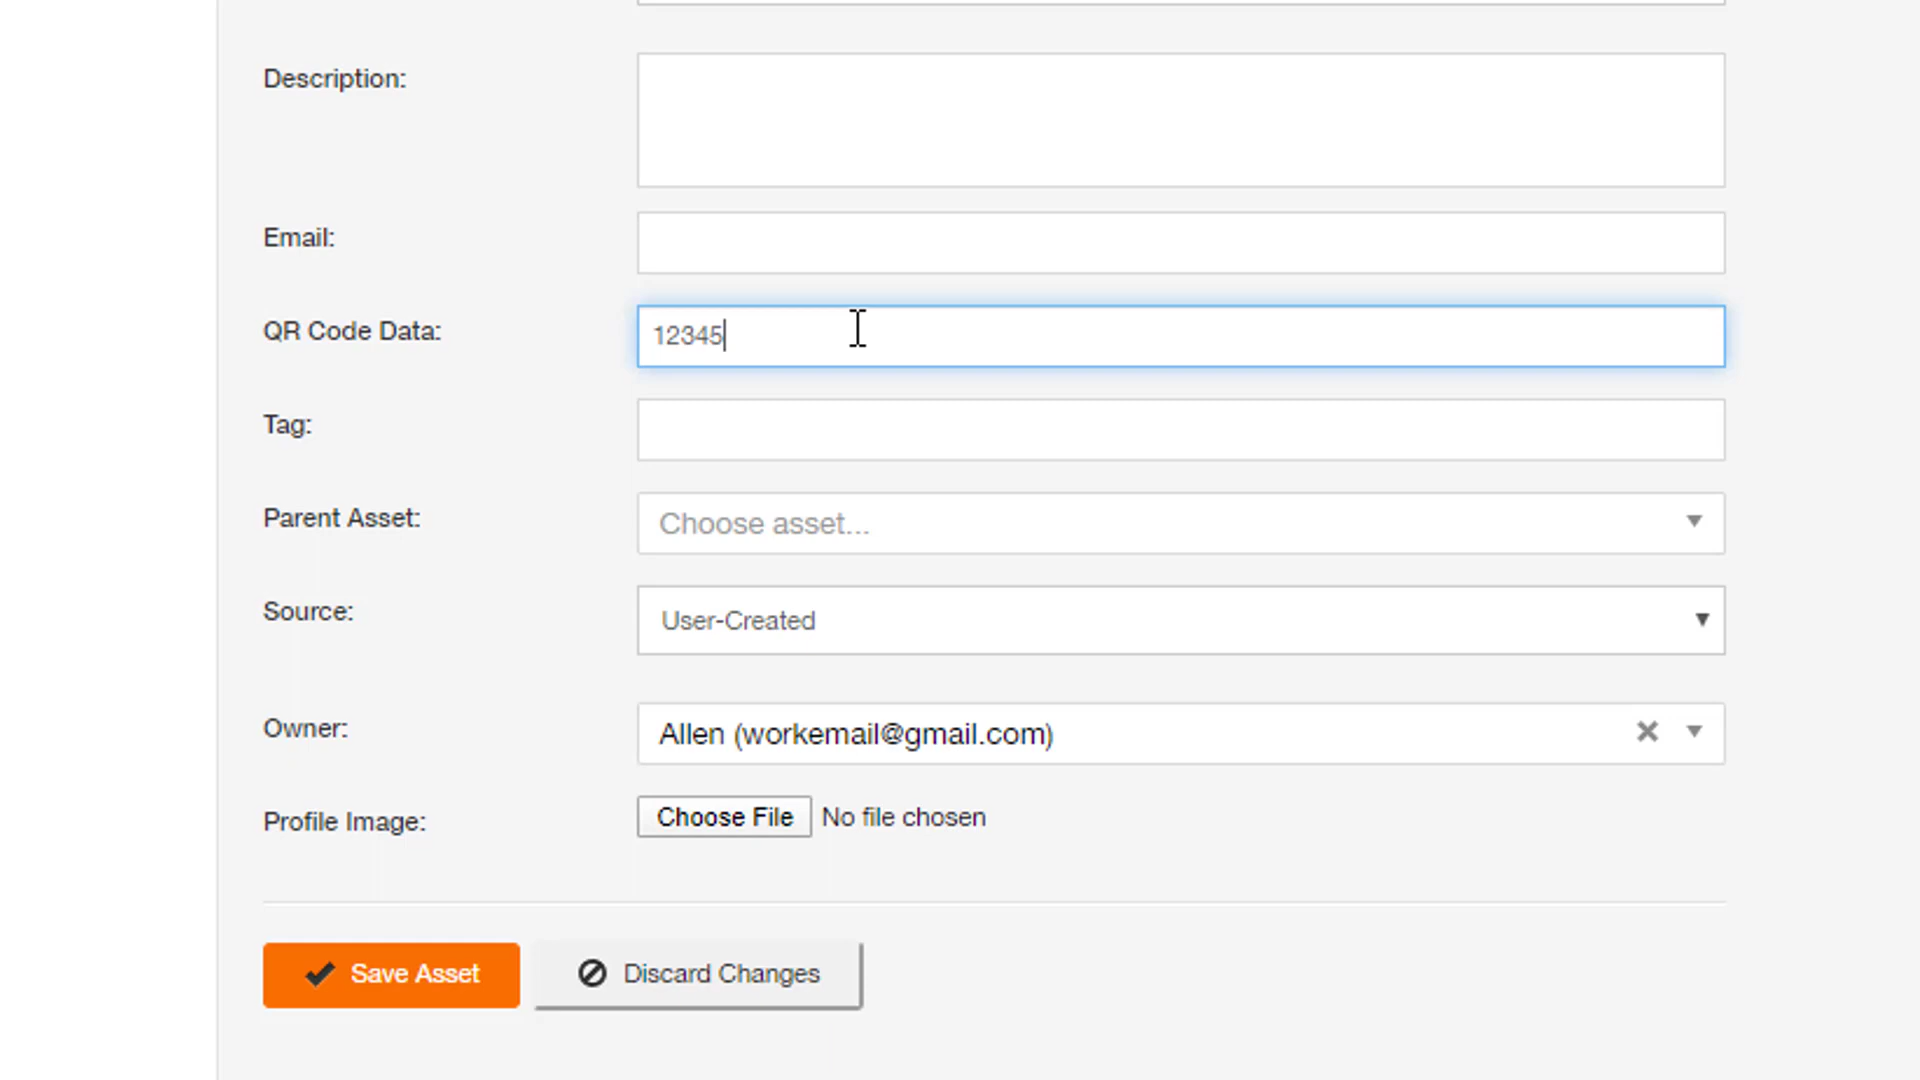 Description:
Email:
QR Code Data: 12345
Tag:
Parent Asset: Choose asset...
Source: User-Created
Owner: Allen (workemail@gmail.com)
Profile Image: Choose File No file chosen
Save Asset Discard Changes